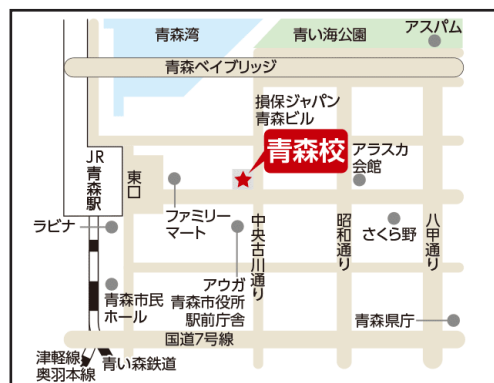 青森湾
青い海公園
アスパム
青森ベイブリッジ
損保ジャパン
青森ビル
青森校
アラスカ
会館
JR
青森駅
東口
ファミリー
マート
ラビナ
中央古川通り
昭和通り
さくら野
八甲通り
アウガ
青森市役所
駅前庁舎
青森市民
ホール
青森県庁
国道7号線
津軽線
奥羽本線
青い森鉄道